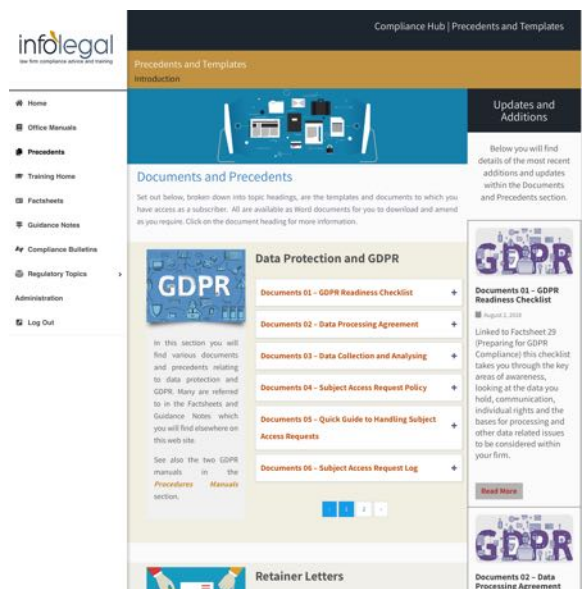 infolegal
law firm compliance advice and training
Home
Office Manuals
Precedents
Training Home
Factsheets
Guidance Notes
Compliance Bulletins
Regulatory Topics
Administration
Log Out
Compliance Hub | Precedents and Templates
Precedents and Templates
Introduction
Documents and Precedents
Set out below, broken down into topic headings, are the templates and documents to which you
have access as a subscriber. All are available as Word documents for you to download and amend
as you require. Click on the document heading for more information.
GDPR
In this section you will
find various documents
and precedents relating
to data protection and
GDPR. Many are referred
to in the Factsheets and
Guidance Notes which
you will find elsewhere on
this web site.
See also the two GDPR
manuals in the
Procedures Manuals
section.
Data Protection and GDPR
Documents 01 – GDPR Readiness Checklist +
Documents 02 – Data Processing Agreement +
Documents 03 – Data Collection and Analysing +
Documents 04 – Subject Access Request Policy +
Documents 05 – Quick Guide to Handling Subject +
Access Requests
Documents 06 – Subject Access Request Log +
1 2
Retainer Letters
Updates and
Additions
Below you will find
details of the most recent
additions and updates
within the Documents
and Precedents section.
GDPR
Documents 01 – GDPR
Readiness Checklist
August 2, 2018
Linked to Factsheet 29
(Preparing for GDPR
Compliance) this checklist
takes you through the key
areas of awareness,
looking at the data you
hold, communication,
individual rights and the
bases for processing and
other data related issues
to be considered within
your firm.
Read More
GDPR
Documents 02 – Data
Processing Agreement